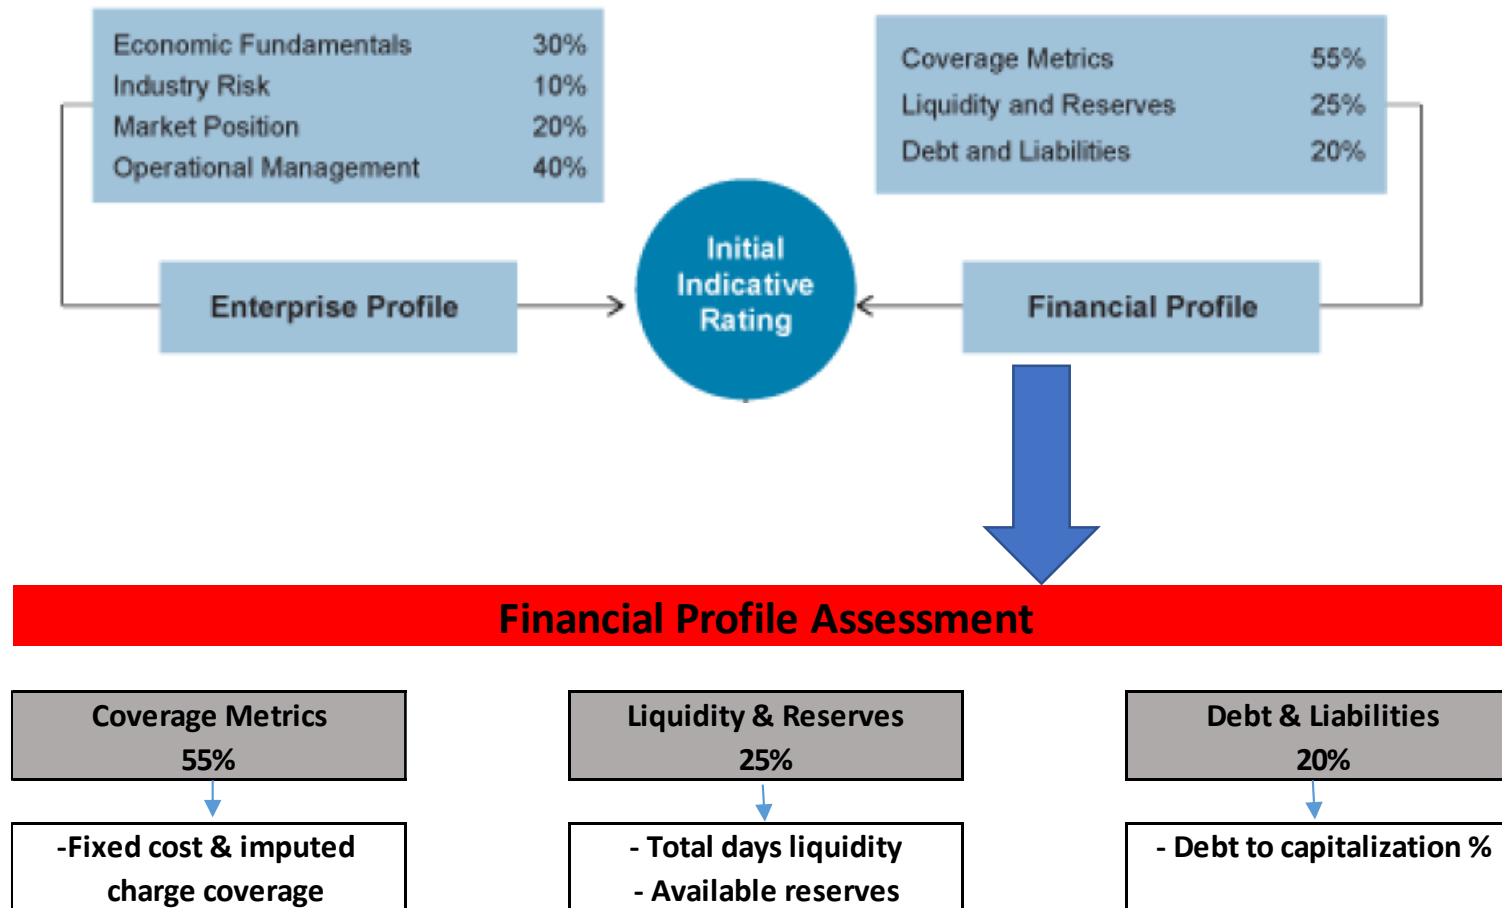 Economic Fundamentals 30%
Industry Risk 10%
Market Position 20%
Operational Management 40%
Coverage Metrics 55%
Liquidity and Reserves 25%
Debt and Liabilities 20%
Initial
Indicative
Rating
Enterprise Profile
Financial Profile
Financial Profile Assessment
Coverage Metrics
55%
-Fixed cost & imputed
charge coverage
Liquidity & Reserves
25%
- Total days liquidity
- Available reserves
Debt & Liabilities
20%
- Debt to capitalization %